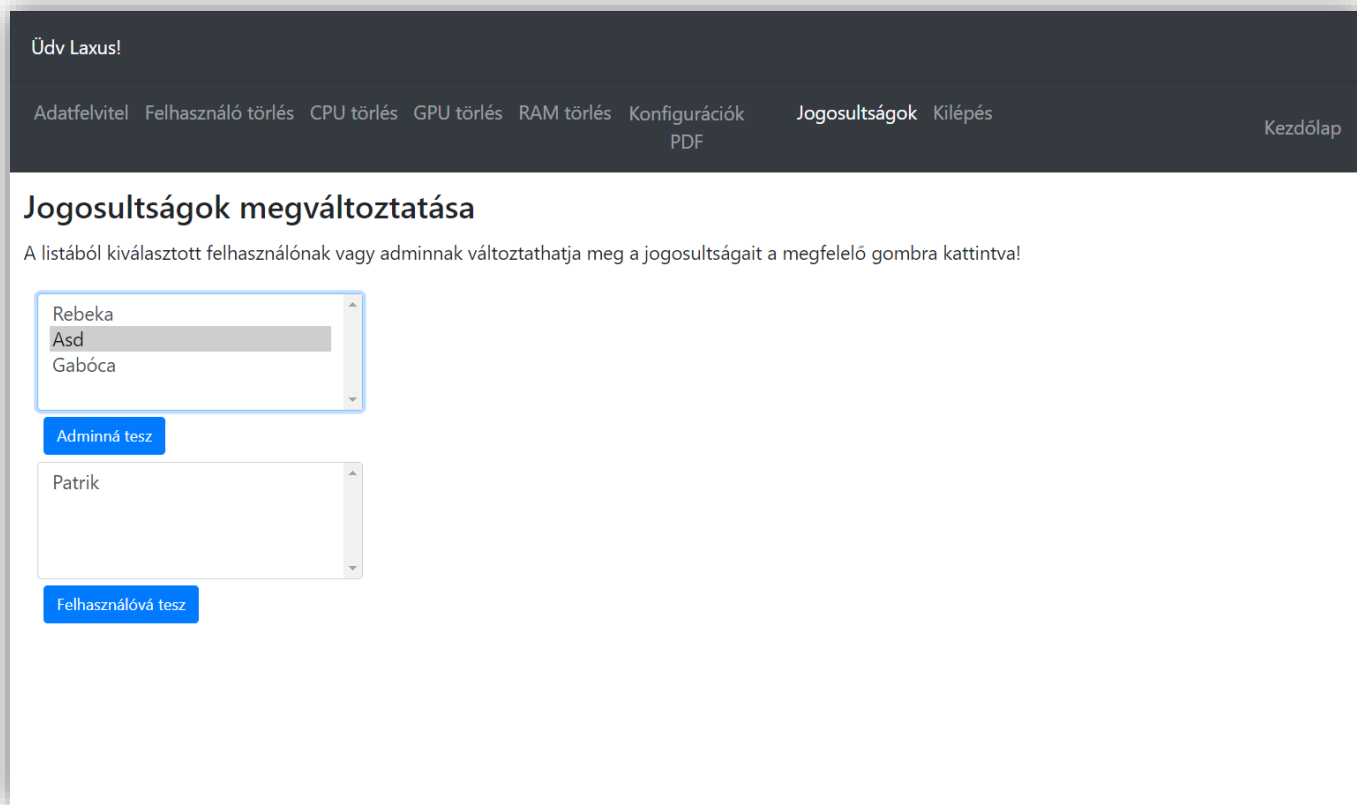 Üdv Laxus!
Adatfelvitel Felhasználó törlés CPU törlés GPU törlés RAM törlés Konfigurációk PDF Jogosultságok Kilépés Kezdőlap
Jogosultságok megváltoztatása
A listából kiválasztott felhasználónak vagy adminnak változtathatja meg a jogosultságait a megfelelő gombra kattintva!
Rebeka
Asd
Gabóca
Adminná tesz
Patrik
Felhasználóvá tesz